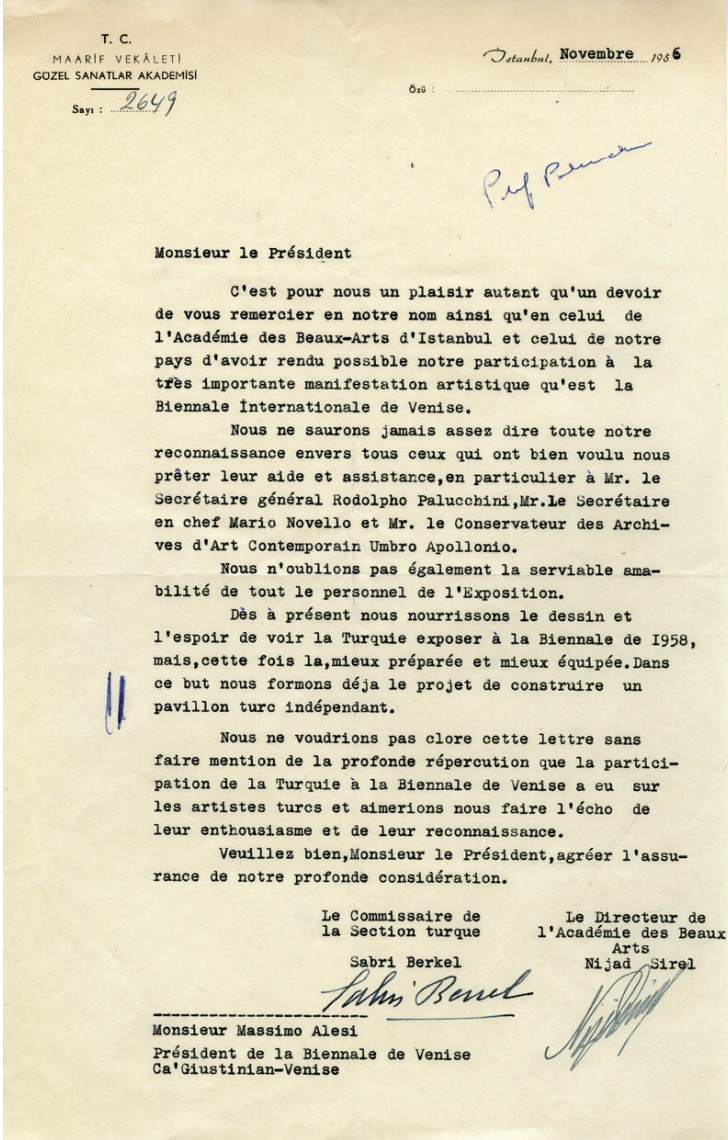 T. C.
MAARİF VEKÂLETİ
GÜZEL SANATLAR AKADEMİSİ
Sayı : 2649
İstanbul, Novembre 1956
Özü :
Prof
Monsieur le Président
C'est pour nous un plaisir autant qu'un devoir
de vous remercier en notre nom ainsi qu'en celui de
l'Académie des Beaux-Arts d'Istanbul et celui de notre
pays d'avoir rendu possible notre participation à la
très importante manifestation artistique qu'est la
Biennale İnternationale de Venise.
Nous ne saurons jamais assez dire toute notre
reconnaissance envers tous ceux qui ont bien voulu nous
prêter leur aide et assistance,en particulier à Mr. le
Secrétaire général Rodolpho Palucchini,Mr.Le Secrétaire
en chef Mario Novello et Mr. le Conservateur des Archi-
ves d'Art Contemporain Umbro Apollonio.
Nous n'oublions pas également la serviable ama-
bilité de tout le personnel de l'Exposition.
Dès à présent nous nourrissons le dessin et
l'espoir de voir la Turquie exposer à la Biennale de I958,
mais,cette fois la,mieux préparée et mieux équipée.Dans
ce but nous formons déja le projet de construire un
pavillon turc indépendant.
Nous ne voudrions pas clore cette lettre sans
faire mention de la profonde répercution que la partici-
pation de la Turquie à la Biennale de Venise a eu sur
les artistes turcs et aimerions nous faire l'écho de
leur enthousiasme et de leur reconnaissance.
Veuillez bien,Monsieur le Président,agréer l'assu-
rance de notre profonde considération.
Le Commissaire de
la Section turque
Sabri Berkel
Le Directeur de
l'Académie des Beaux
Arts
Nijad Sirel
Monsieur Massimo Alesi
Président de la Biennale de Venise
Ca'Giustinian-Venise